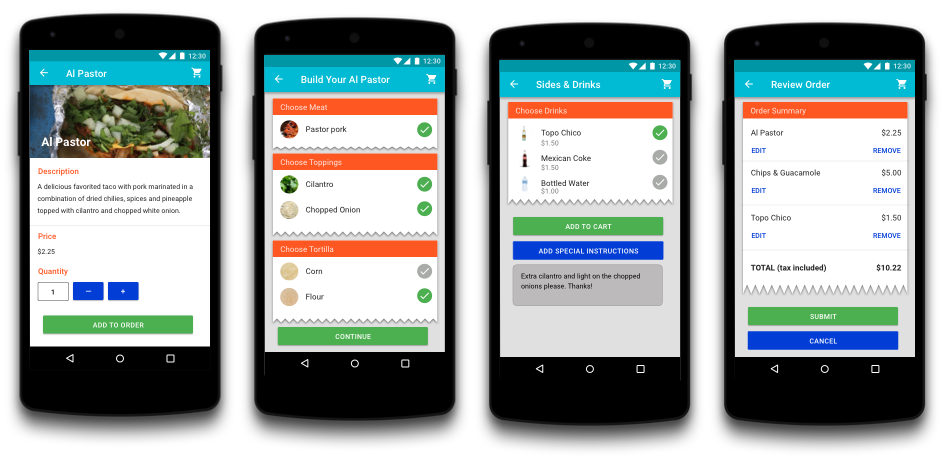 12:30
Al Pastor
Al Pastor
Description
A delicious favorited taco with pork marinated in a
combination of dried chilies, spices and pineapple
topped with cilantro and chopped white onion.
Price
$2.25
Quantity
1 – +
ADD TO ORDER
12:30
Build Your Al Pastor
Choose Meat
Pastor pork
Choose Toppings
Cilantro
Chopped Onion
Choose Tortilla
Corn
Flour
CONTINUE
12:30
Sides & Drinks
Choose Drinks
Topo Chico
$1.50
Mexican Coke
$1.50
Bottled Water
$1.00
ADD TO CART
ADD SPECIAL INSTRUCTIONS
Extra cilantro and light on the chopped
onions please. Thanks!
12:30
Review Order
Order Summary
Al Pastor $2.25
EDIT REMOVE
Chips & Guacamole $5.00
EDIT REMOVE
Topo Chico $1.50
EDIT REMOVE
TOTAL (tax included) $10.22
SUBMIT
CANCEL